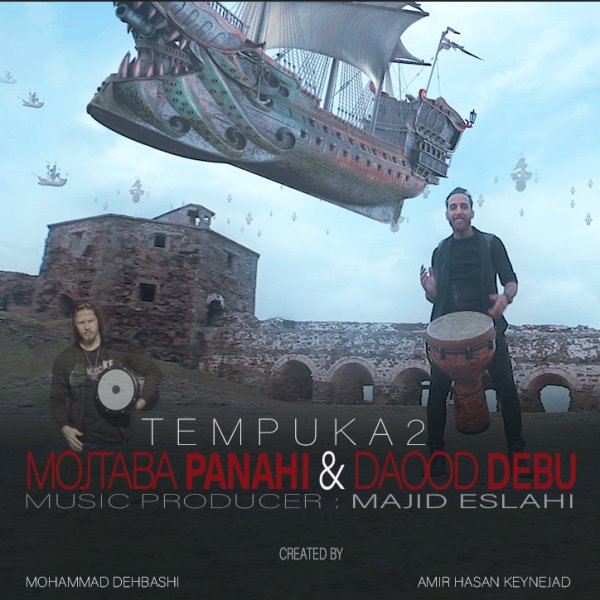 TEMPUKA2
MOJTABA PANAHI & DAOOD DEBU
MUSIC PRODUCER : MAJID ESLAHI
CREATED BY
MOHAMMAD DEHBASHI AMIR HASAN KEYNEJAD